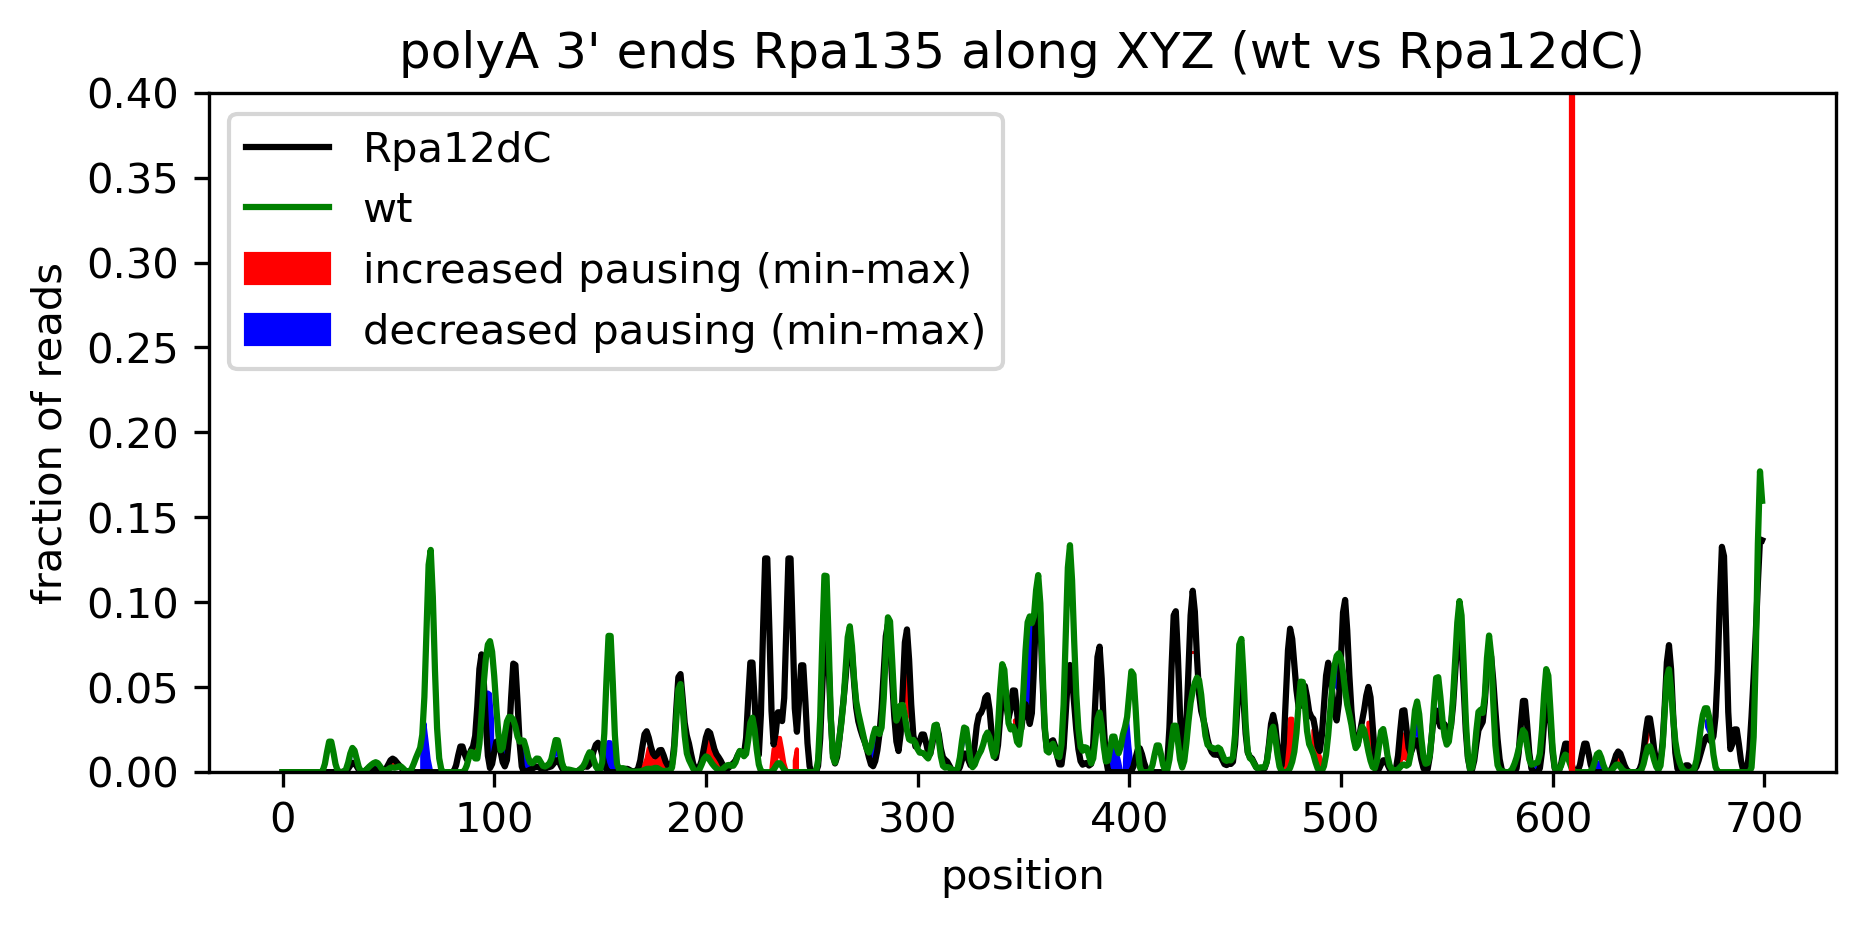 polyA 3' ends Rpa135 along XYZ (wt vs Rpa12dC)
0.40
0.35
0.30
0.25
0.20
0.15
0.10
0.05
0.00
fraction of reads
Rpa12dC
wt
increased pausing (min-max)
decreased pausing (min-max)
0 100 200 300 400 500 600 700
position